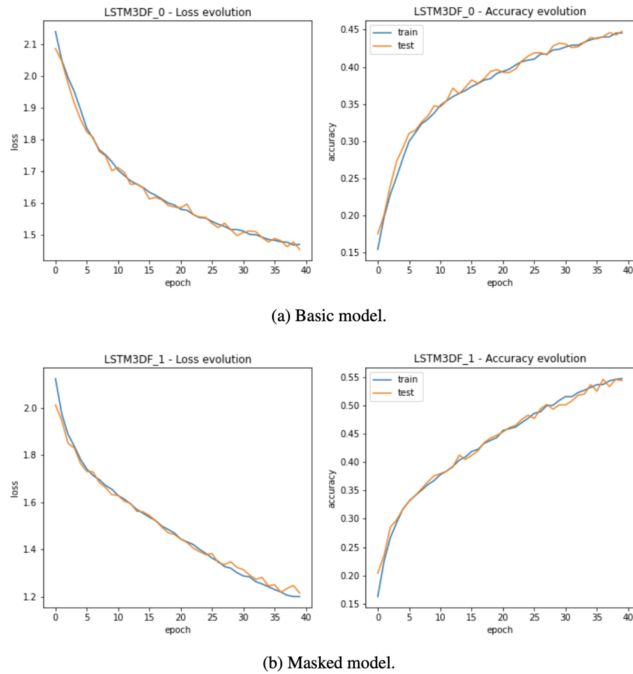 LSTM3DF_0 - Loss evolution
2.1
2.0
1.9
1.8
1.7
1.6
1.5
loss
0 5 10 15 20 25 30 35 40
epoch
LSTM3DF_0 - Accuracy evolution
train
test
0.45
0.40
0.35
0.30
0.25
0.20
0.15
accuracy
0 5 10 15 20 25 30 35 40
epoch
(a) Basic model.
LSTM3DF_1 - Loss evolution
2.0
1.8
1.6
1.4
1.2
loss
0 5 10 15 20 25 30 35 40
epoch
LSTM3DF_1 - Accuracy evolution
train
test
0.55
0.50
0.45
0.40
0.35
0.30
0.25
0.20
0.15
accuracy
0 5 10 15 20 25 30 35 40
epoch
(b) Masked model.